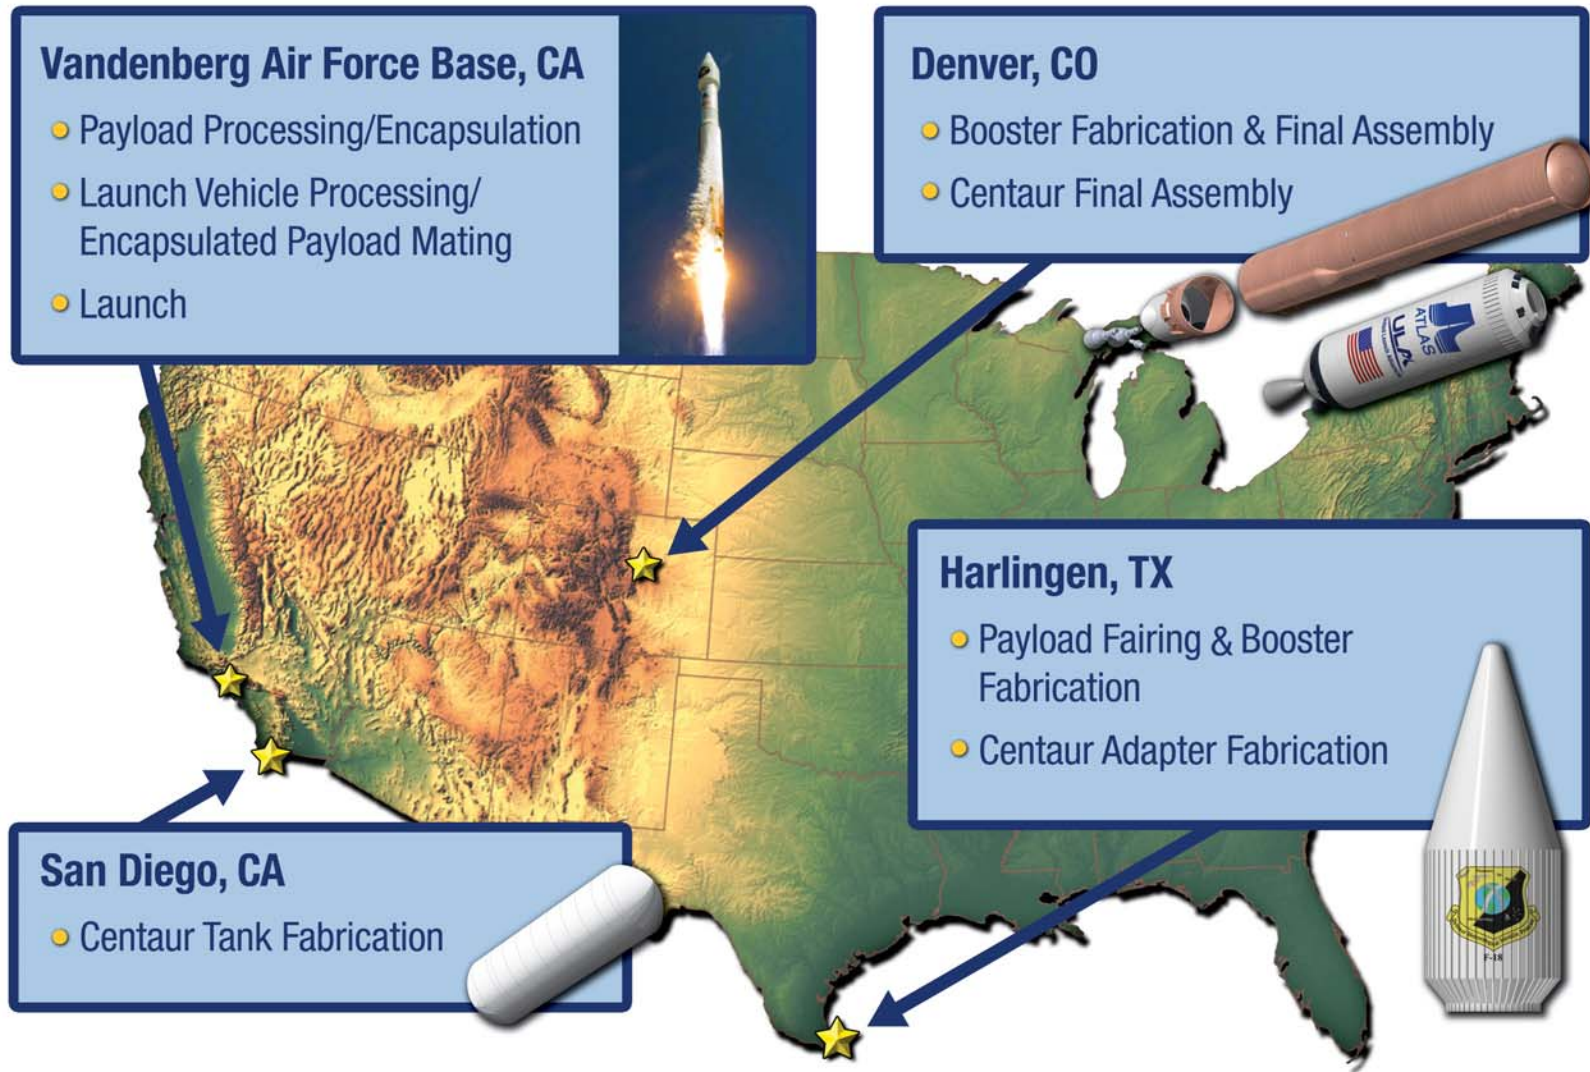 Vandenberg Air Force Base, CA
Payload Processing/Encapsulation
Launch Vehicle Processing/
Encapsulated Payload Mating
Launch
Denver, CO
Booster Fabrication & Final Assembly
Centaur Final Assembly
ATLAS
ULA
Harlingen, TX
Payload Fairing & Booster
Fabrication
Centaur Adapter Fabrication
F-18
San Diego, CA
Centaur Tank Fabrication